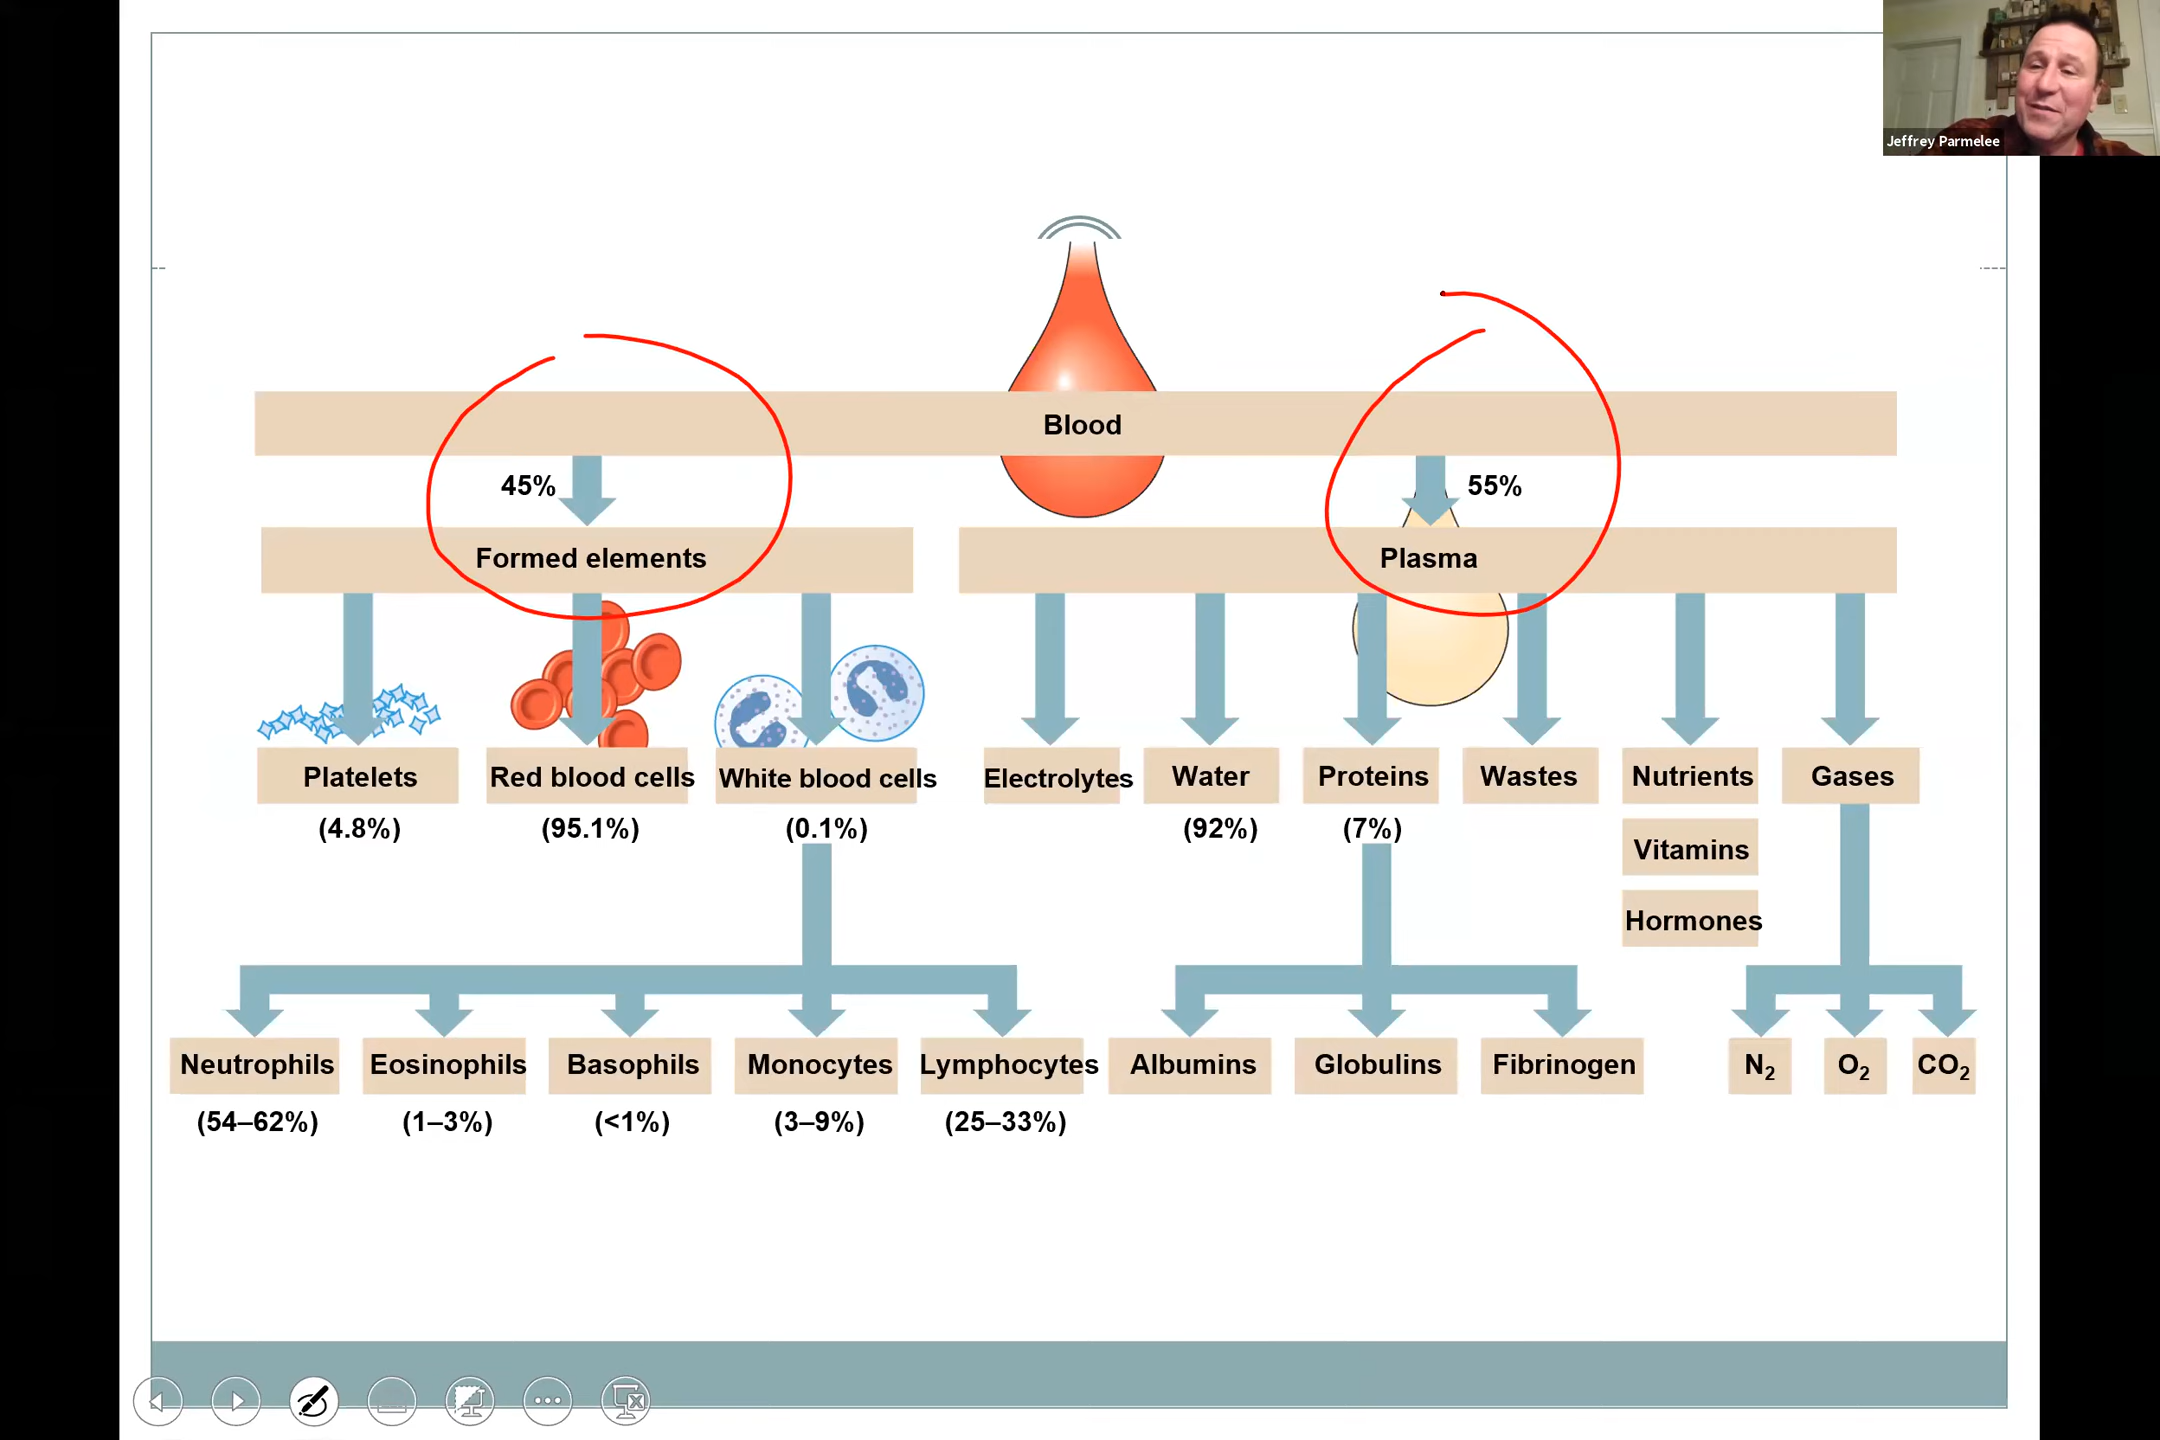 Jeffrey Parmelee
Blood
45%
55%
Formed elements
Plasma
Platelets
(4.8%)
Red blood cells
(95.1%)
White blood cells
(0.1%)
Electrolytes
Water
(92%)
Proteins
(7%)
Wastes
Nutrients
Vitamins
Hormones
Gases
Neutrophils
(54–62%)
Eosinophils
(1–3%)
Basophils
(<1%)
Monocytes
(3–9%)
Lymphocytes
(25–33%)
Albumins
Globulins
Fibrinogen
N₂
O₂
CO₂